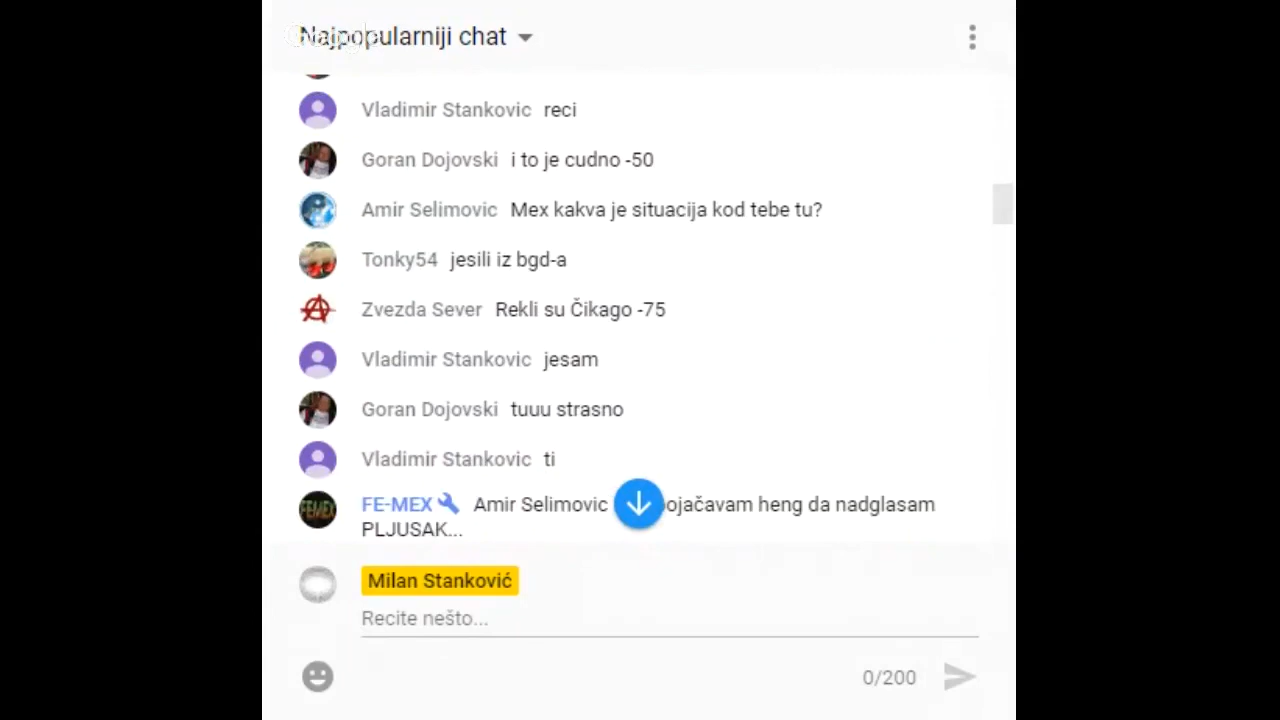 Najpopularniji chat
Vladimir Stankovic reci
Goran Dojovski i to je cudno -50
Amir Selimovic Mex kakva je situacija kod tebe tu?
Tonky54 jesili iz bgd-a
Zvezda Sever Rekli su Čikago -75
Vladimir Stankovic jesam
Goran Dojovski tuuu strasno
Vladimir Stankovic ti
FE-MEX Amir Selimovic heng da nadglasam
PLJUSAK...
Milan Stanković
Recite nešto...
0/200